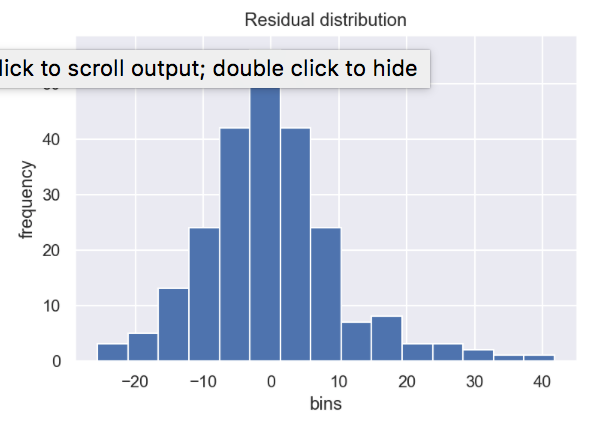 Residual distribution
lick to scroll output; double click to hide
40
30
20
10
0
frequency
−20 −10 0 10 20 30 40
bins